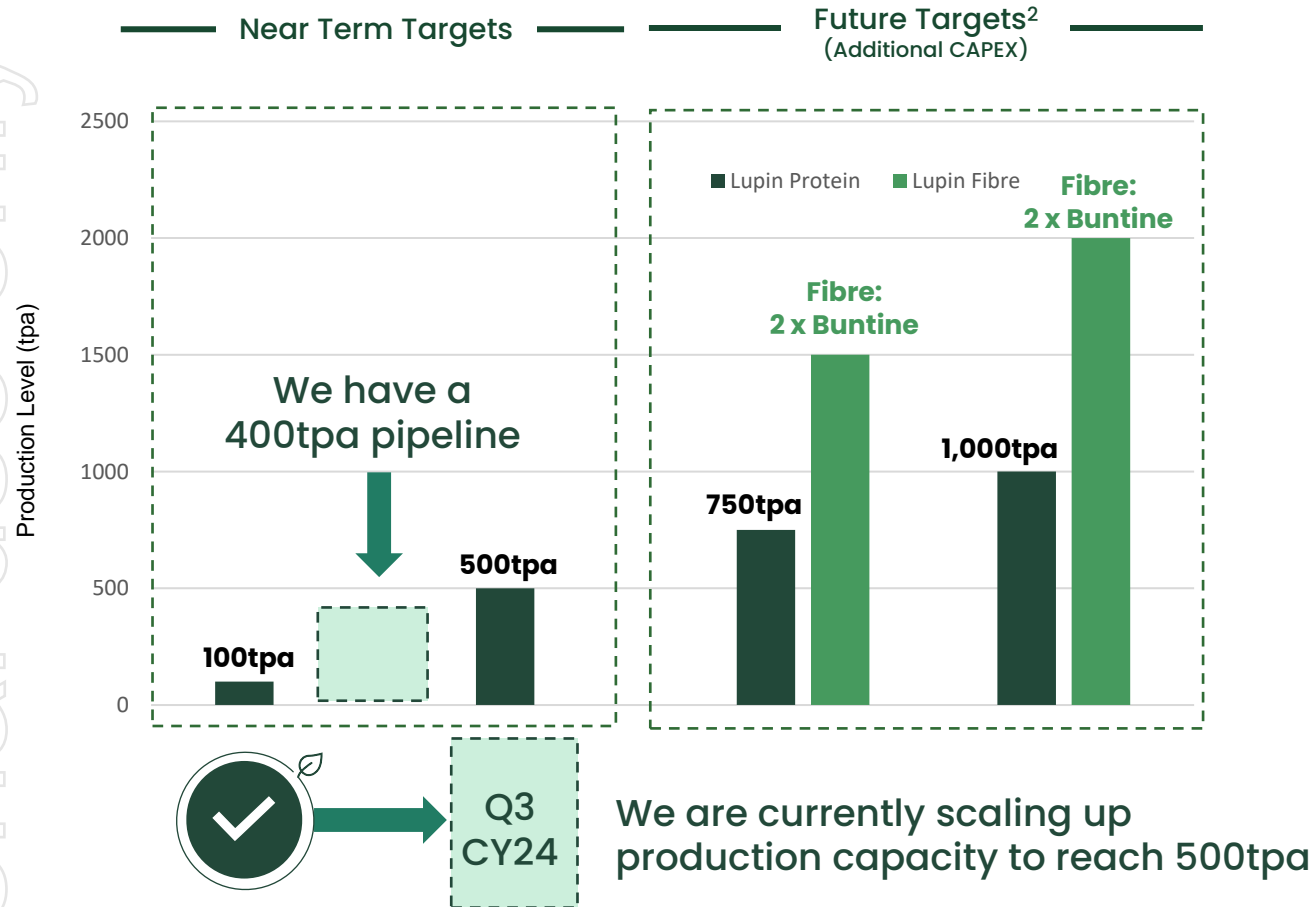 Near Term Targets
Future Targets²
(Additional CAPEX)
Production Level (tpa)
2500
2000
1500
1000
500
0
Lupin Protein
Lupin Fibre
Fibre:
2 x Buntine
Fibre:
2 x Buntine
We have a
400tpa pipeline
100tpa
500tpa
750tpa
1,000tpa
Q3
CY24
We are currently scaling up
production capacity to reach 500tpa